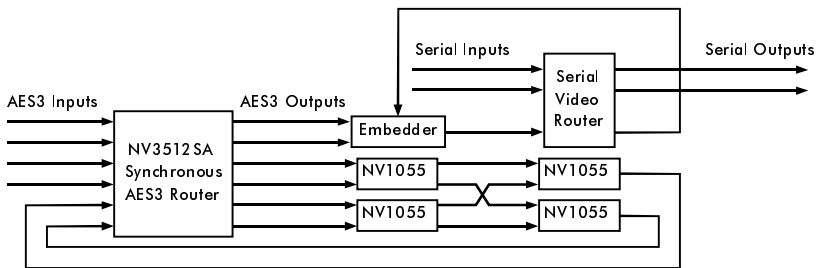 Serial Inputs
Serial Outputs
AES3 Inputs
AES3 Outputs
Serial
Video
Router
Embedder
NV3512SA
Synchronous
AES3 Router
NV1055
NV1055
NV1055
NV1055